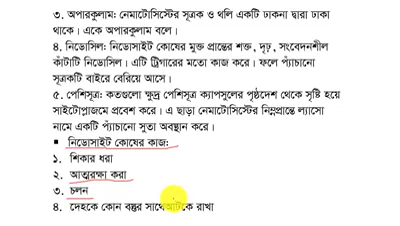 ৩. অপারকুলাম: নেমাটোসিস্টের সূত্রক ও থলি একটি ঢাকনা দ্বারা ঢাকা
থাকে। একে অপারকুলাম বলে।
৪. নিডোসিল: নিডোসাইট কোষের মুক্ত প্রান্তের শক্ত, দৃঢ়, সংবেদনশীল
কাঁটাটি নিডোসিল। এটি ট্রিগারের মতো কাজ করে। ফলে প্যাঁচানো
সূত্রকটি বাইরে বেরিয়ে আসে।
৫. পেশিসূত্র: কতগুলো ক্ষুদ্র পেশিসূত্র ক্যাপসুলের পৃষ্ঠদেশ থেকে সৃষ্টি হয়ে
সাইটোপ্লাজমে প্রবেশ করে। এ ছাড়া নেমাটোসিস্টের নিম্নপ্রান্তে ল্যাসো
নামে একটি প্যাঁচানো সুতা অবস্থান করে।
▪ নিডোসাইট কোষের কাজ:
১. শিকার ধরা
২. আত্মরক্ষা করা
৩. চলন
৪. দেহকে কোন বস্তুর সাথেআটকে রাখা